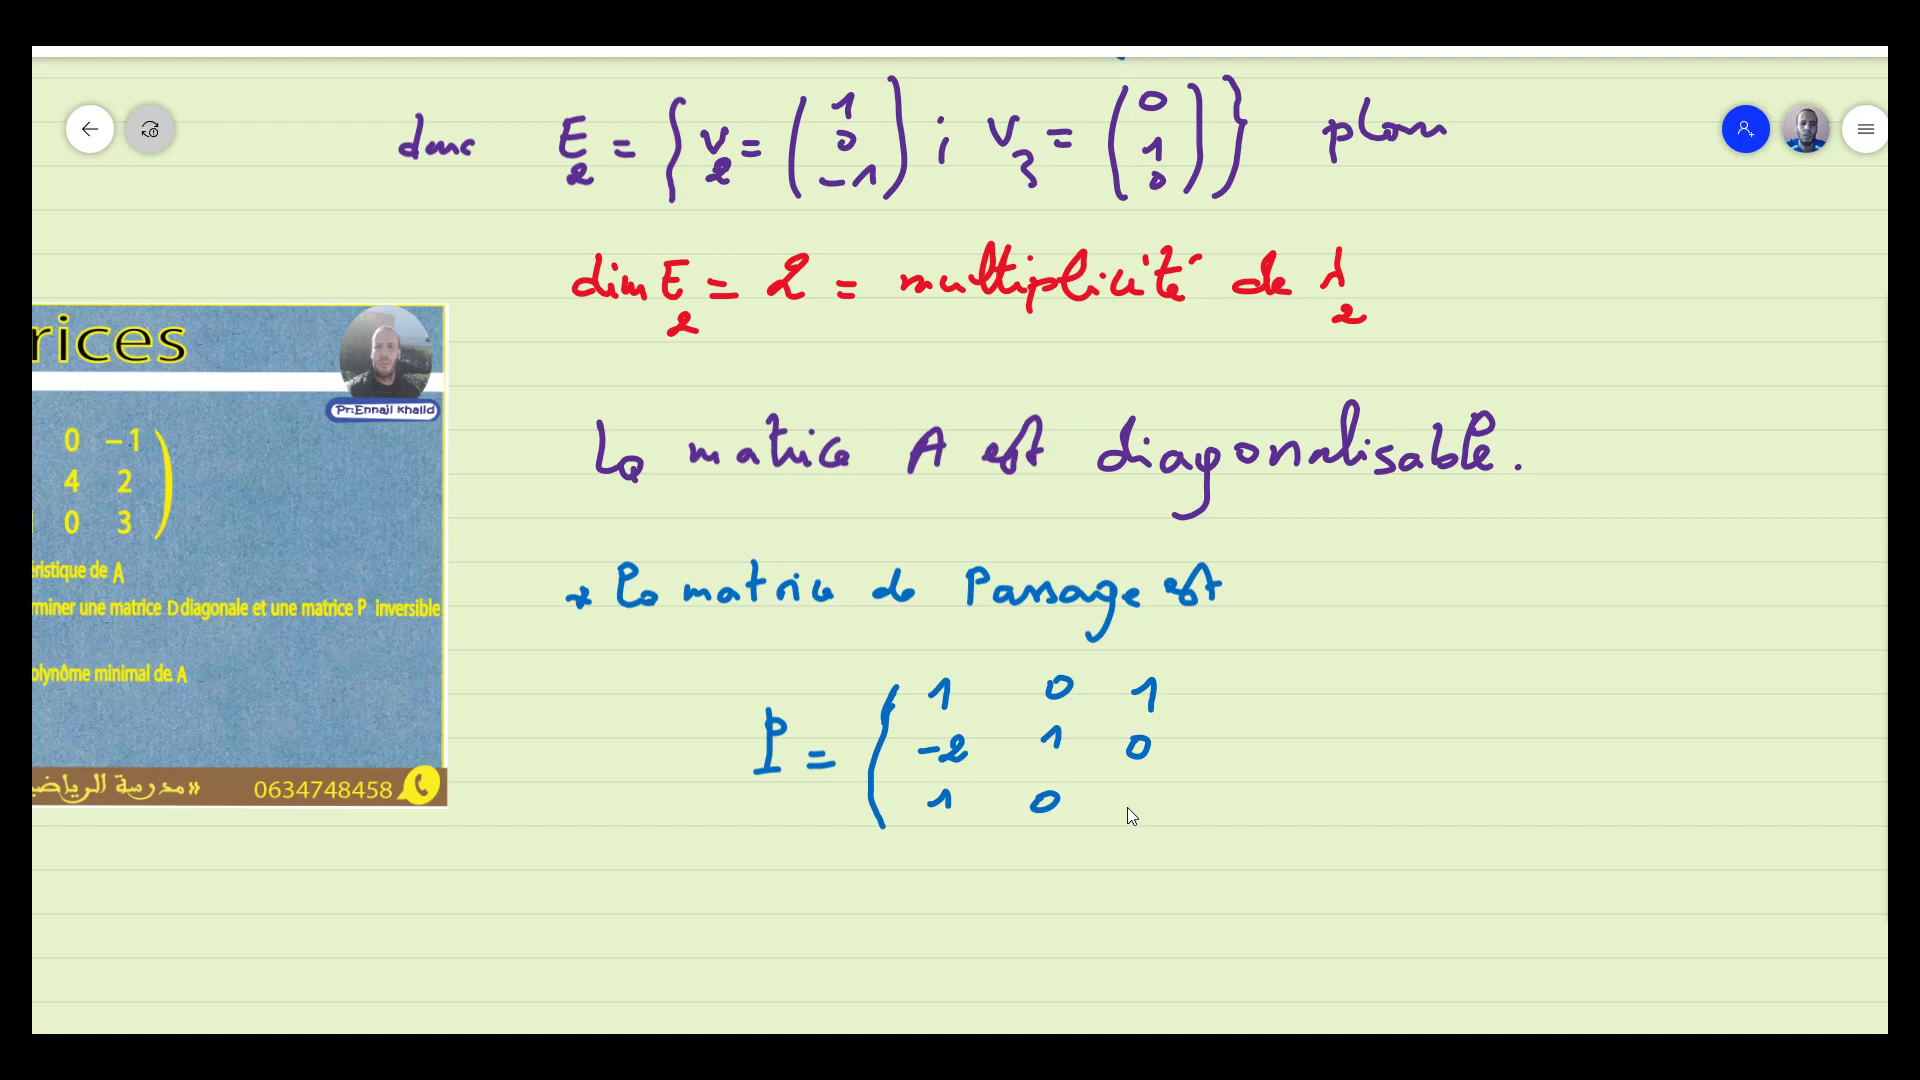 donc E2 = { V2 = ( 1 0 -1 ) ; V3 = ( 0 1 0 ) } plan
dim E2 = 2 = multiplicité de λ2
La matrice A est diagonalisable.
* La matrice de Passage est
P = ( 1 0 1
-2 1 0
1 0
rices
Pr:Ennaji khalid
0 -1
4 2
0 3
éristique de A
rminer une matrice D diagonale et une matrice P inversible
olynôme minimal de A
0634748458